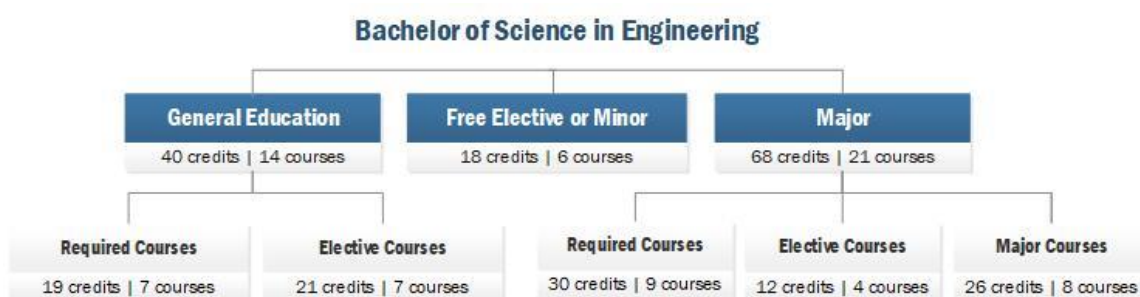 Bachelor of Science in Engineering
General Education
40 credits | 14 courses
Free Elective or Minor
18 credits | 6 courses
Major
68 credits | 21 courses
Required Courses
19 credits | 7 courses
Elective Courses
21 credits | 7 courses
Required Courses
30 credits | 9 courses
Elective Courses
12 credits | 4 courses
Major Courses
26 credits | 8 courses